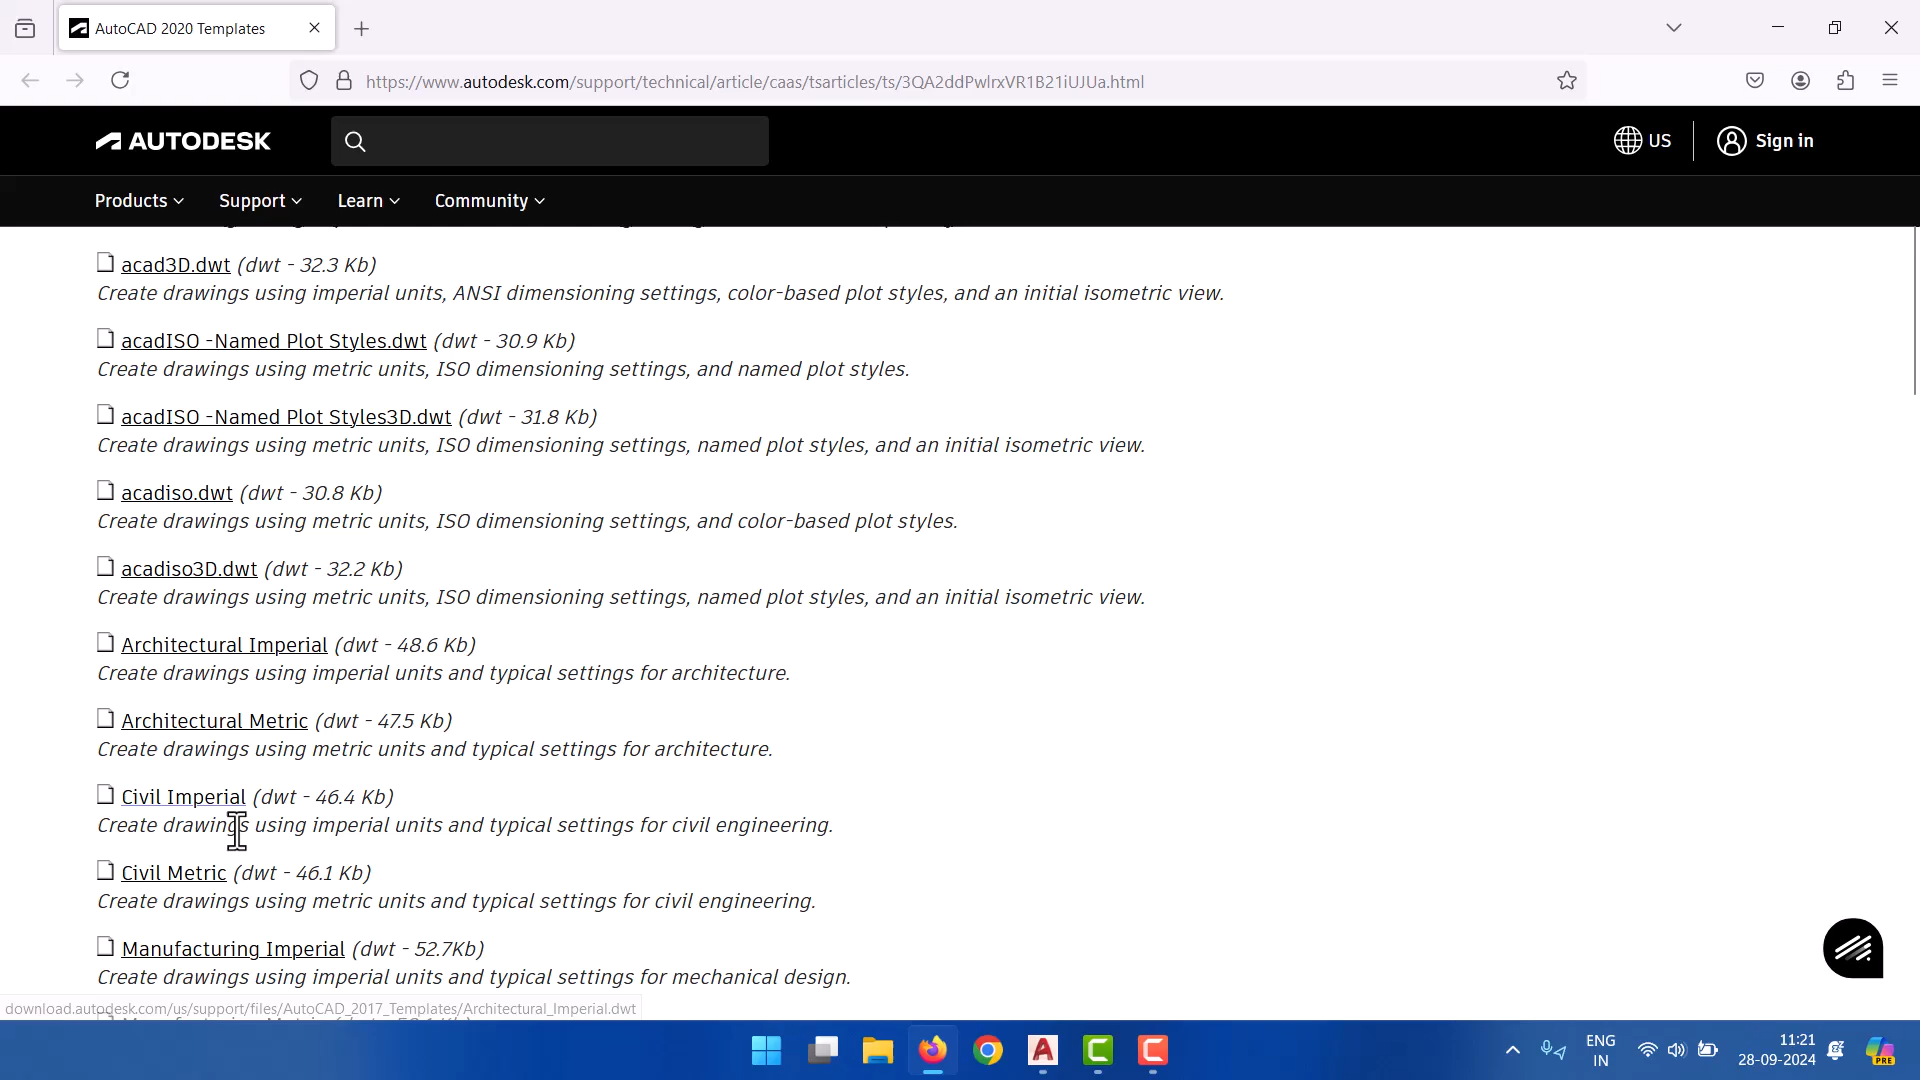 AutoCAD 2020 Templates
https://www.autodesk.com/support/technical/article/caas/tsarticles/ts/3QA2ddPwlrxVR1B21iUJUa.html
AUTODESK
US
Sign in
Products
Support
Learn
Community
acad3D.dwt (dwt - 32.3 Kb)
Create drawings using imperial units, ANSI dimensioning settings, color-based plot styles, and an initial isometric view.
acadISO -Named Plot Styles.dwt (dwt - 30.9 Kb)
Create drawings using metric units, ISO dimensioning settings, and named plot styles.
acadISO -Named Plot Styles3D.dwt (dwt - 31.8 Kb)
Create drawings using metric units, ISO dimensioning settings, named plot styles, and an initial isometric view.
acadiso.dwt (dwt - 30.8 Kb)
Create drawings using metric units, ISO dimensioning settings, and color-based plot styles.
acadiso3D.dwt (dwt - 32.2 Kb)
Create drawings using metric units, ISO dimensioning settings, named plot styles, and an initial isometric view.
Architectural Imperial (dwt - 48.6 Kb)
Create drawings using imperial units and typical settings for architecture.
Architectural Metric (dwt - 47.5 Kb)
Create drawings using metric units and typical settings for architecture.
Civil Imperial (dwt - 46.4 Kb)
Create drawings using imperial units and typical settings for civil engineering.
Civil Metric (dwt - 46.1 Kb)
Create drawings using metric units and typical settings for civil engineering.
Manufacturing Imperial (dwt - 52.7Kb)
Create drawings using imperial units and typical settings for mechanical design.
download.autodesk.com/us/support/files/AutoCAD_2017_Templates/Architectural_Imperial.dwt
ENG
IN
11:21
28-09-2024
PRE